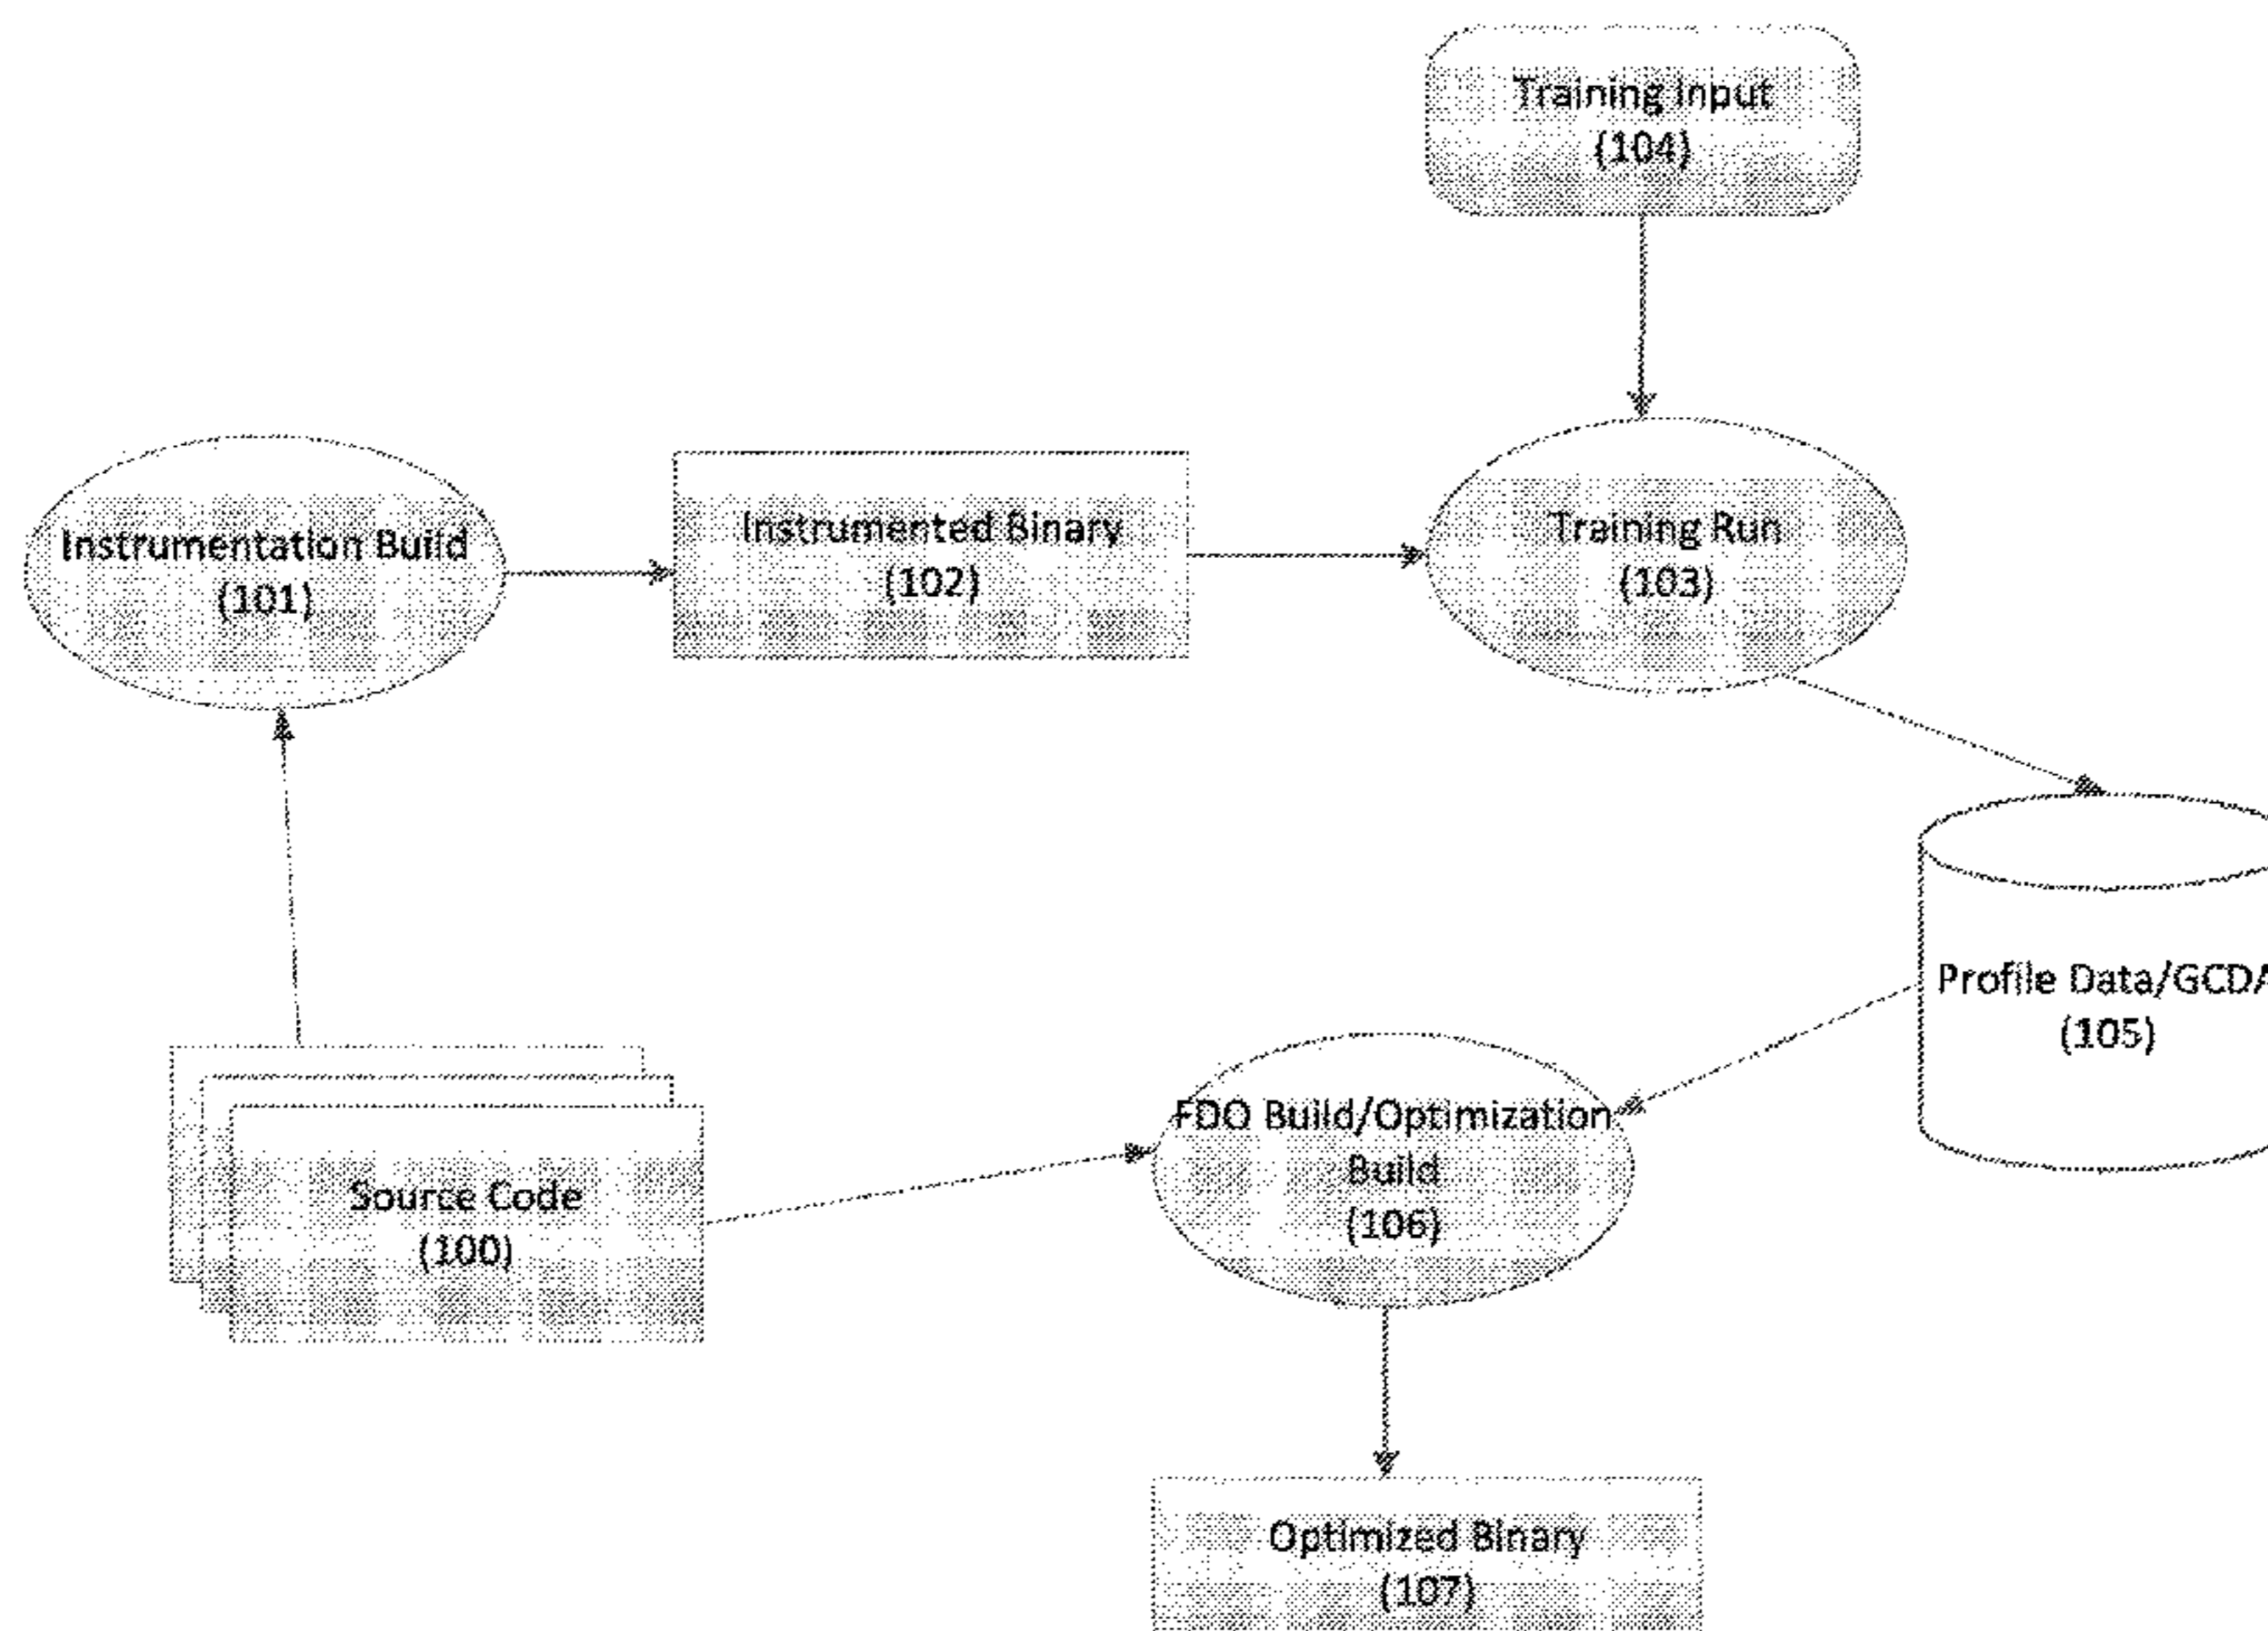 Training Input
(104)
Instrumentation Build
(101)
Instrumented Binary
(102)
Training Run
(103)
Profile Data/GCDA
(105)
FDO Build/Optimization
Build
(106)
Source Code
(100)
Optimized Binary
(107)